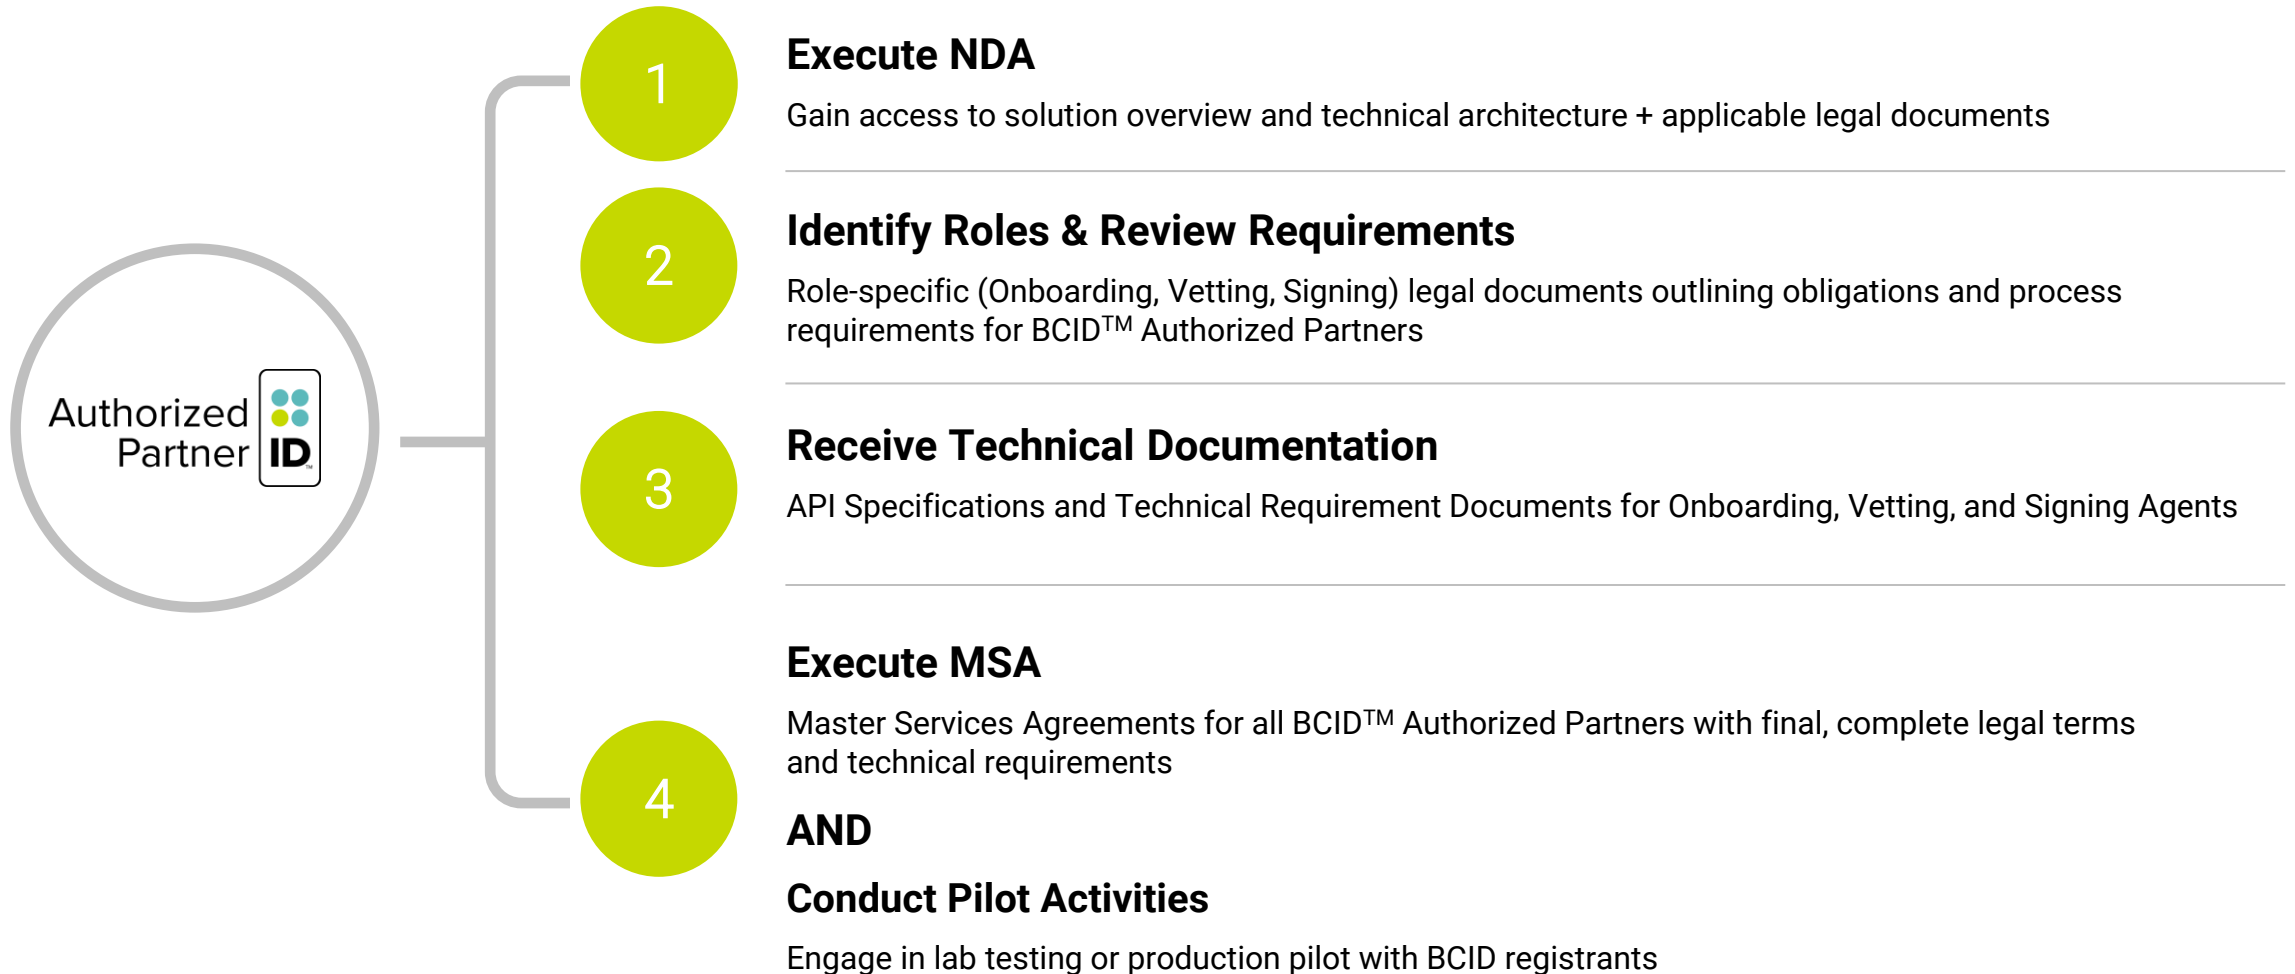 Authorized
Partner
ID™
1
Execute NDA
Gain access to solution overview and technical architecture + applicable legal documents
2
Identify Roles & Review Requirements
Role-specific (Onboarding, Vetting, Signing) legal documents outlining obligations and process
requirements for BCID™ Authorized Partners
3
Receive Technical Documentation
API Specifications and Technical Requirement Documents for Onboarding, Vetting, and Signing Agents
4
Execute MSA
Master Services Agreements for all BCID™ Authorized Partners with final, complete legal terms
and technical requirements
AND
Conduct Pilot Activities
Engage in lab testing or production pilot with BCID registrants